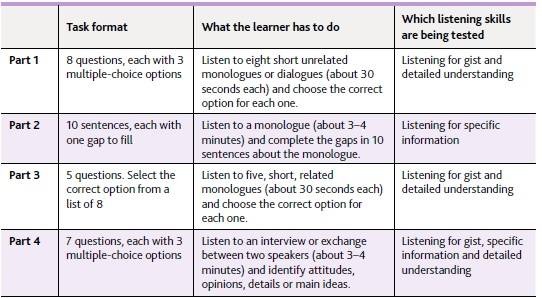 Task format
What the learner has to do
Which listening skills
are being tested
Part 1
8 questions, each with 3
multiple-choice options
Listen to eight short unrelated
monologues or dialogues (about 30
seconds each) and choose the correct
option for each one.
Listening for gist and
detailed understanding
Part 2
10 sentences, each with
one gap to fill
Listen to a monologue (about 3–4
minutes) and complete the gaps in 10
sentences about the monologue.
Listening for specific
information
Part 3
5 questions. Select the
correct option from a
list of 8
Listen to five, short, related
monologues (about 30 seconds each)
and choose the correct option for
each one.
Listening for gist and
detailed understanding
Part 4
7 questions, each with 3
multiple-choice options
Listen to an interview or exchange
between two speakers (about 3–4
minutes) and identify attitudes,
opinions, details or main ideas.
Listening for gist, specific
information and detailed
understanding